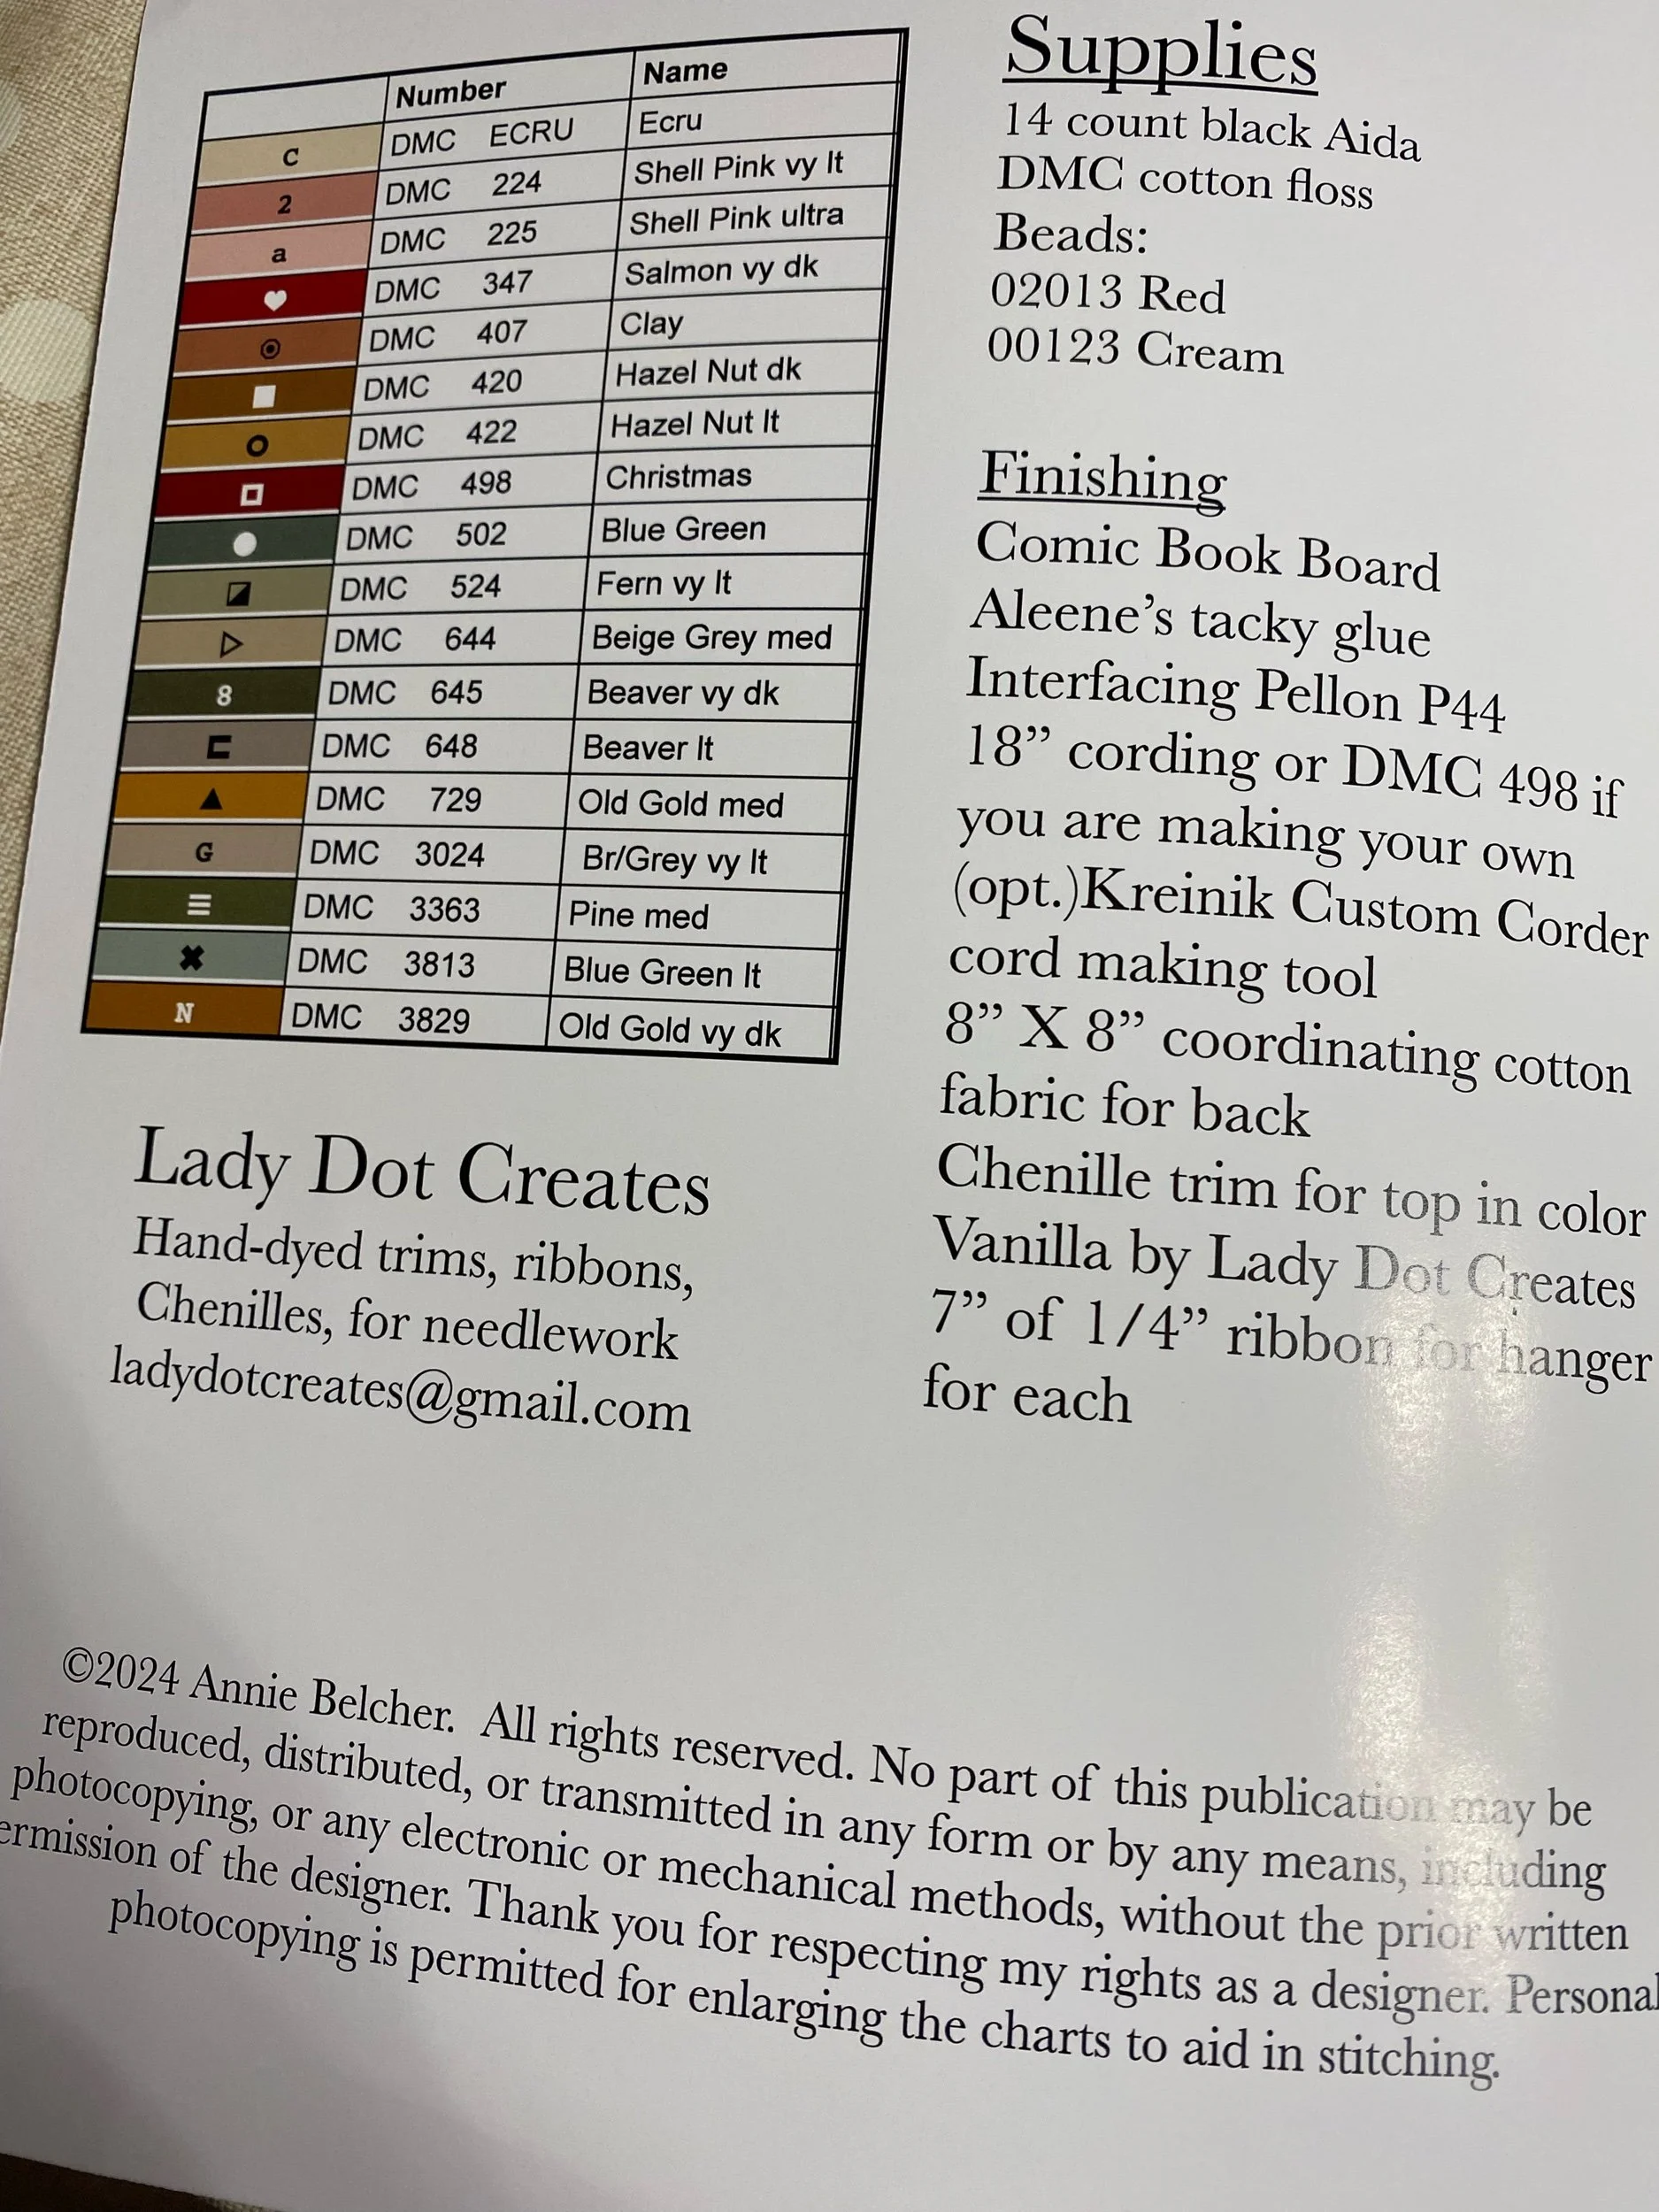 Number Name
C DMC ECRU Ecru
2 DMC 224 Shell Pink vy lt
a DMC 225 Shell Pink ultra
DMC 347 Salmon vy dk
DMC 407 Clay
DMC 420 Hazel Nut dk
DMC 422 Hazel Nut lt
DMC 498 Christmas
DMC 502 Blue Green
DMC 524 Fern vy lt
DMC 644 Beige Grey med
8 DMC 645 Beaver vy dk
DMC 648 Beaver lt
DMC 729 Old Gold med
G DMC 3024 Br/Grey vy lt
DMC 3363 Pine med
DMC 3813 Blue Green lt
N DMC 3829 Old Gold vy dk
Lady Dot Creates
Hand-dyed trims, ribbons,
Chenilles, for needlework
ladydotcreates@gmail.com
Supplies
14 count black Aida
DMC cotton floss
Beads:
02013 Red
00123 Cream
Finishing
Comic Book Board
Aleene’s tacky glue
Interfacing Pellon P44
18” cording or DMC 498 if
you are making your own
(opt.)Kreinik Custom Corder
cord making tool
8” X 8” coordinating cotton
fabric for back
Chenille trim for top in color
Vanilla by Lady Dot Creates
7” of 1/4” ribbon for hanger
for each
©2024 Annie Belcher. All rights reserved. No part of this publication may be
reproduced, distributed, or transmitted in any form or by any means, including
photocopying, or any electronic or mechanical methods, without the prior written
ermission of the designer. Thank you for respecting my rights as a designer. Personal
photocopying is permitted for enlarging the charts to aid in stitching.